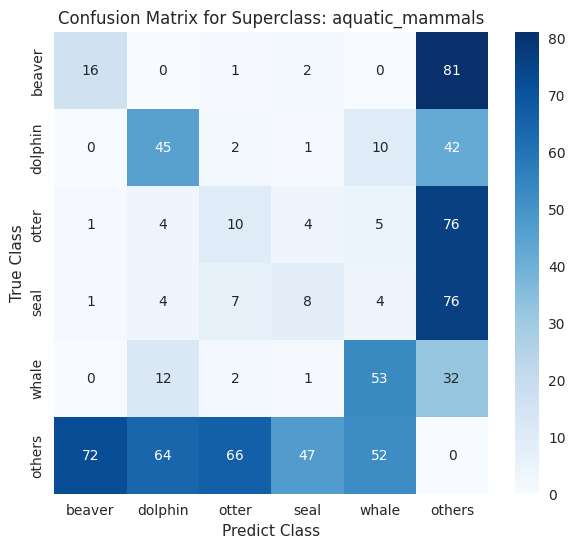 Confusion Matrix for Superclass: aquatic_mammals
beaver 16 0 1 2 0 81
dolphin 0 45 2 1 10 42
otter 1 4 10 4 5 76
seal 1 4 7 8 4 76
whale 0 12 2 1 53 32
others 72 64 66 47 52 0
beaver dolphin otter seal whale others
Predict Class
True Class
80
70
60
50
40
30
20
10
0